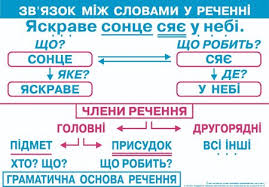 ЗВ'ЯЗОК МІЖ СЛОВАМИ У РЕЧЕННІ
Яскраве сонце сяє у небі.
ЩО? ЩО РОБИТЬ?
СОНЦЕ СЯЄ
ЯКЕ? ДЕ?
ЯСКРАВЕ У НЕБІ
ЧЛЕНИ РЕЧЕННЯ
ГОЛОВНІ ДРУГОРЯДНІ
ПІДМЕТ ПРИСУДОК ВСІ ІНШІ
ХТО? ЩО? ЩО РОБИТЬ?
ГРАМАТИЧНА ОСНОВА РЕЧЕННЯ